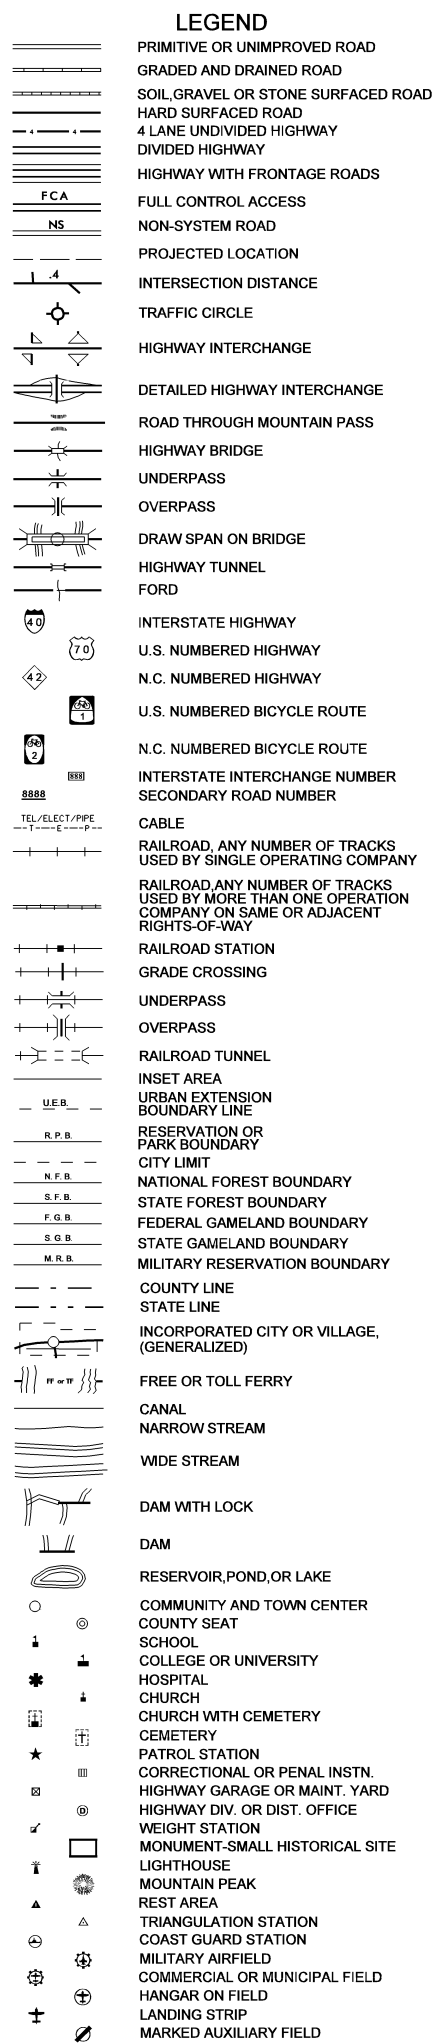 LEGEND
PRIMITIVE OR UNIMPROVED ROAD
GRADED AND DRAINED ROAD
SOIL,GRAVEL OR STONE SURFACED ROAD
HARD SURFACED ROAD
4 4 4 LANE UNDIVIDED HIGHWAY
DIVIDED HIGHWAY
HIGHWAY WITH FRONTAGE ROADS
FCA FULL CONTROL ACCESS
NS NON-SYSTEM ROAD
PROJECTED LOCATION
.4 INTERSECTION DISTANCE
TRAFFIC CIRCLE
HIGHWAY INTERCHANGE
DETAILED HIGHWAY INTERCHANGE
ROAD THROUGH MOUNTAIN PASS
HIGHWAY BRIDGE
UNDERPASS
OVERPASS
DRAW SPAN ON BRIDGE
HIGHWAY TUNNEL
FORD
40 INTERSTATE HIGHWAY
70 U.S. NUMBERED HIGHWAY
42 N.C. NUMBERED HIGHWAY
1 U.S. NUMBERED BICYCLE ROUTE
2 N.C. NUMBERED BICYCLE ROUTE
888 INTERSTATE INTERCHANGE NUMBER
8888 SECONDARY ROAD NUMBER
TEL/ELECT/PIPE
--T---E---P-- CABLE
RAILROAD, ANY NUMBER OF TRACKS
USED BY SINGLE OPERATING COMPANY
RAILROAD,ANY NUMBER OF TRACKS
USED BY MORE THAN ONE OPERATION
COMPANY ON SAME OR ADJACENT
RIGHTS-OF-WAY
RAILROAD STATION
GRADE CROSSING
UNDERPASS
OVERPASS
RAILROAD TUNNEL
INSET AREA
U.E.B. URBAN EXTENSION
BOUNDARY LINE
R. P. B. RESERVATION OR
PARK BOUNDARY
CITY LIMIT
N. F. B. NATIONAL FOREST BOUNDARY
S. F. B. STATE FOREST BOUNDARY
F. G. B. FEDERAL GAMELAND BOUNDARY
S. G. B. STATE GAMELAND BOUNDARY
M. R. B. MILITARY RESERVATION BOUNDARY
COUNTY LINE
STATE LINE
INCORPORATED CITY OR VILLAGE,
(GENERALIZED)
FF or TF FREE OR TOLL FERRY
CANAL
NARROW STREAM
WIDE STREAM
DAM WITH LOCK
DAM
RESERVOIR,POND,OR LAKE
COMMUNITY AND TOWN CENTER
COUNTY SEAT
SCHOOL
COLLEGE OR UNIVERSITY
HOSPITAL
CHURCH
CHURCH WITH CEMETERY
CEMETERY
PATROL STATION
CORRECTIONAL OR PENAL INSTN.
HIGHWAY GARAGE OR MAINT. YARD
D HIGHWAY DIV. OR DIST. OFFICE
WEIGHT STATION
MONUMENT-SMALL HISTORICAL SITE
LIGHTHOUSE
MOUNTAIN PEAK
REST AREA
TRIANGULATION STATION
COAST GUARD STATION
MILITARY AIRFIELD
COMMERCIAL OR MUNICIPAL FIELD
HANGAR ON FIELD
LANDING STRIP
MARKED AUXILIARY FIELD